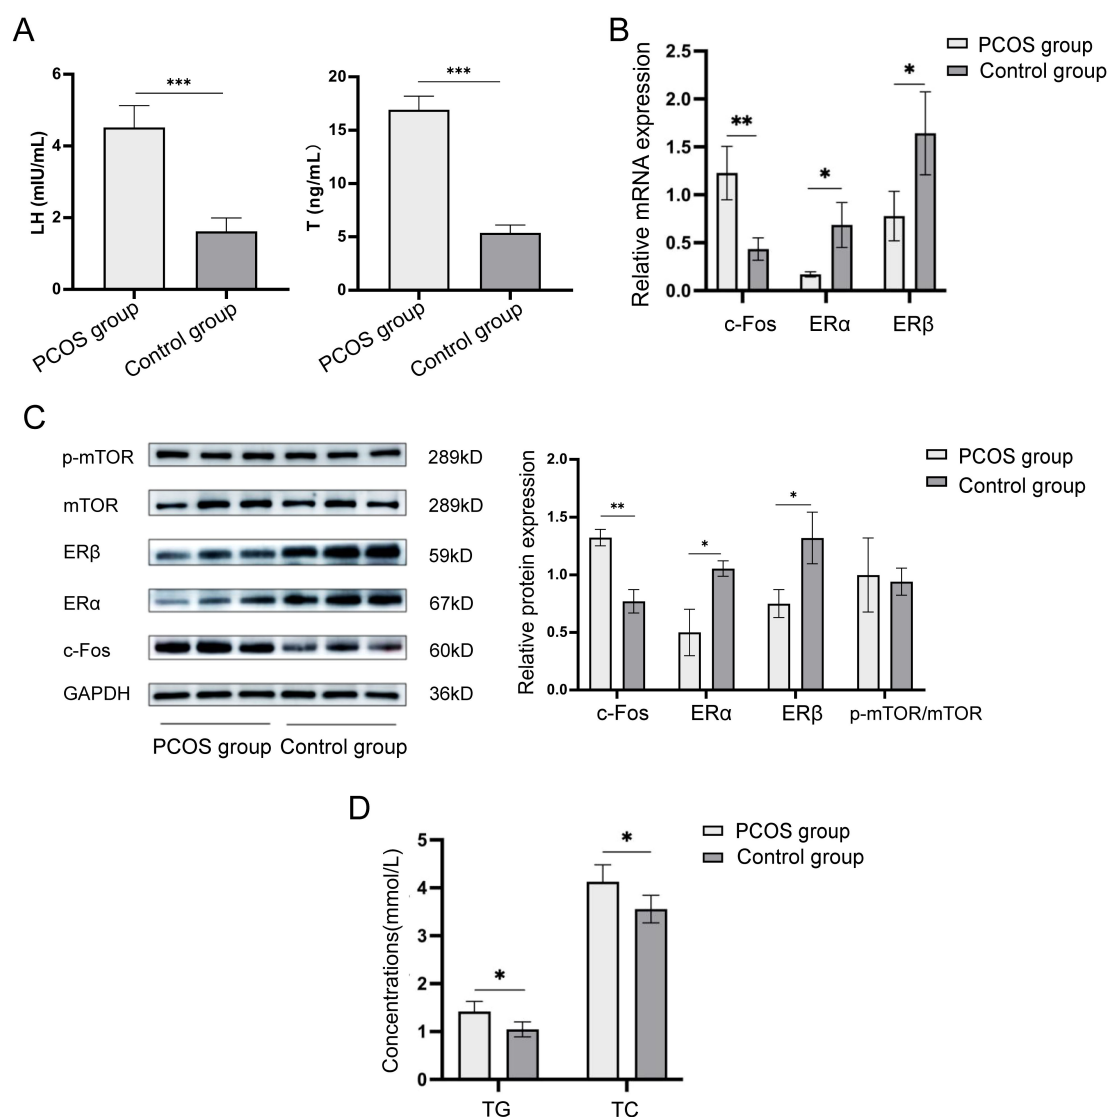 A
LH (mIU/mL)
6
4
2
0
***
PCOS group
Control group
T (ng/mL)
20
15
10
5
0
***
PCOS group
Control group
B
Relative mRNA expression
2.5
2.0
1.5
1.0
0.5
0.0
**
*
*
c-Fos ERα ERβ
PCOS group
Control group
C
p-mTOR 289kD
mTOR 289kD
ERβ 59kD
ERα 67kD
c-Fos 60kD
GAPDH 36kD
PCOS group Control group
Relative protein expression
2.0
1.5
1.0
0.5
0.0
**
*
*
c-Fos ERα ERβ p-mTOR/mTOR
PCOS group
Control group
D
Concentrations(mmol/L)
5
4
3
2
1
0
*
*
TG TC
PCOS group
Control group